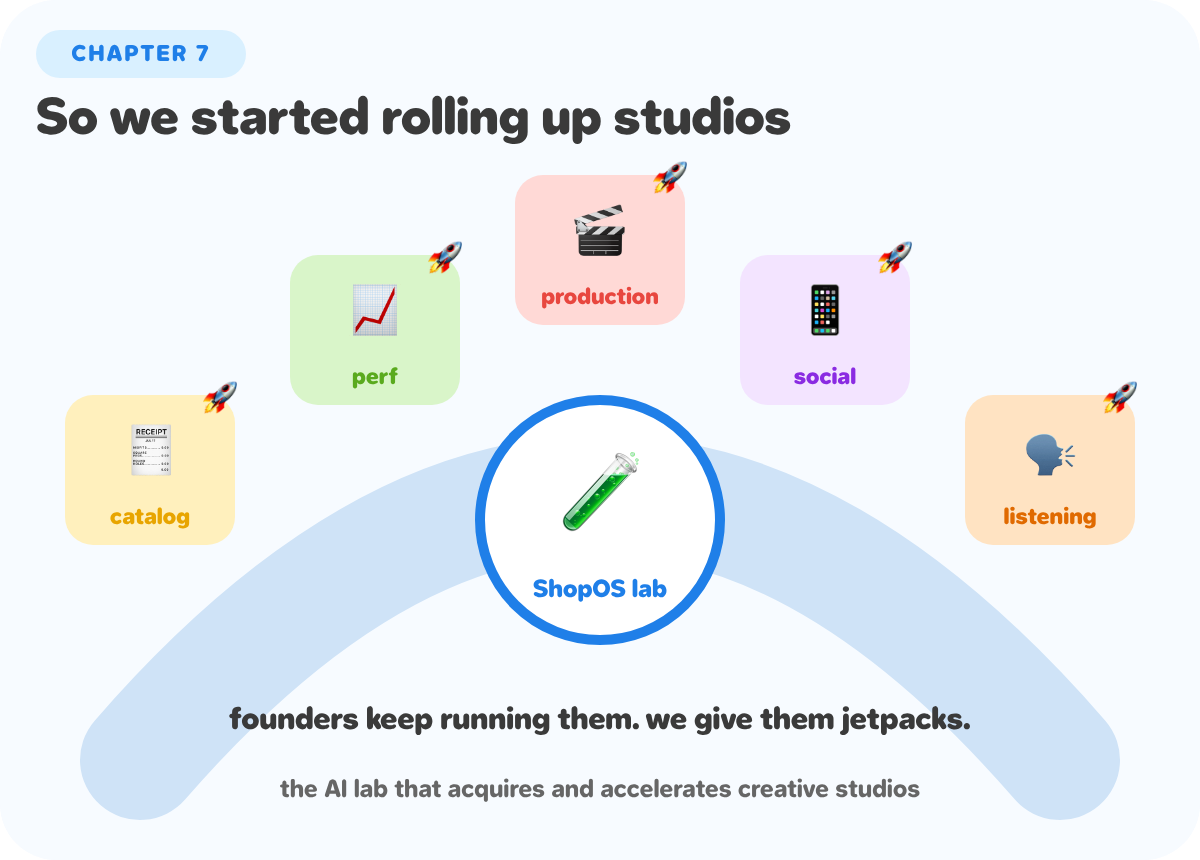 CHAPTER 7
So we started rolling up studios
production
perf
social
RECEIPT
catalog
listening
ShopOS lab
founders keep running them. we give them jetpacks.
the AI lab that acquires and accelerates creative studios